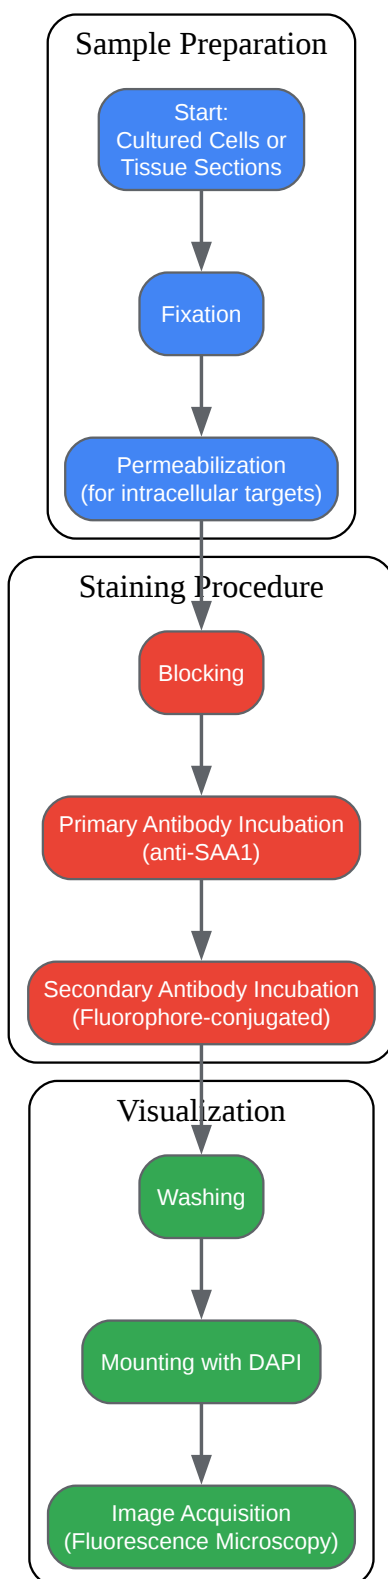 Sample Preparation
Start:
Cultured Cells or
Tissue Sections
Fixation
Permeabilization
(for intracellular targets)
Staining Procedure
Blocking
Primary Antibody Incubation
(anti-SAA1)
Secondary Antibody Incubation
(Fluorophore-conjugated)
Visualization
Washing
Mounting with DAPI
Image Acquisition
(Fluorescence Microscopy)